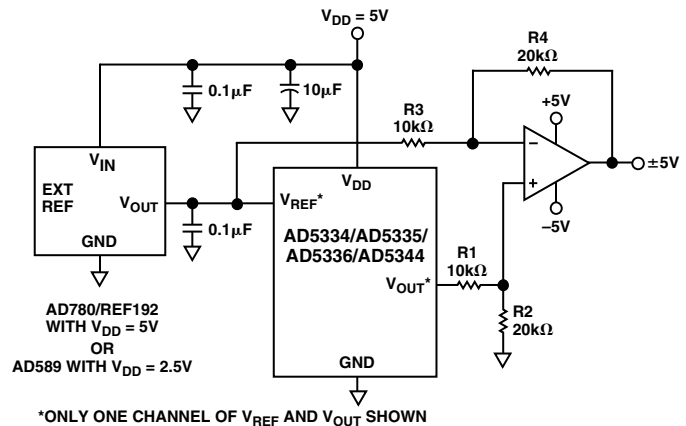 V_DD = 5V
R4
20kΩ
0.1µF
10µF
R3
10kΩ
+5V
V_IN
EXT
REF
V_OUT
GND
0.1µF
V_DD
V_REF*
AD5334/AD5335/
AD5336/AD5344
V_OUT*
GND
−
+
±5V
−5V
R1
10kΩ
R2
20kΩ
AD780/REF192
WITH V_DD = 5V
OR
AD589 WITH V_DD = 2.5V
*ONLY ONE CHANNEL OF V_REF AND V_OUT SHOWN